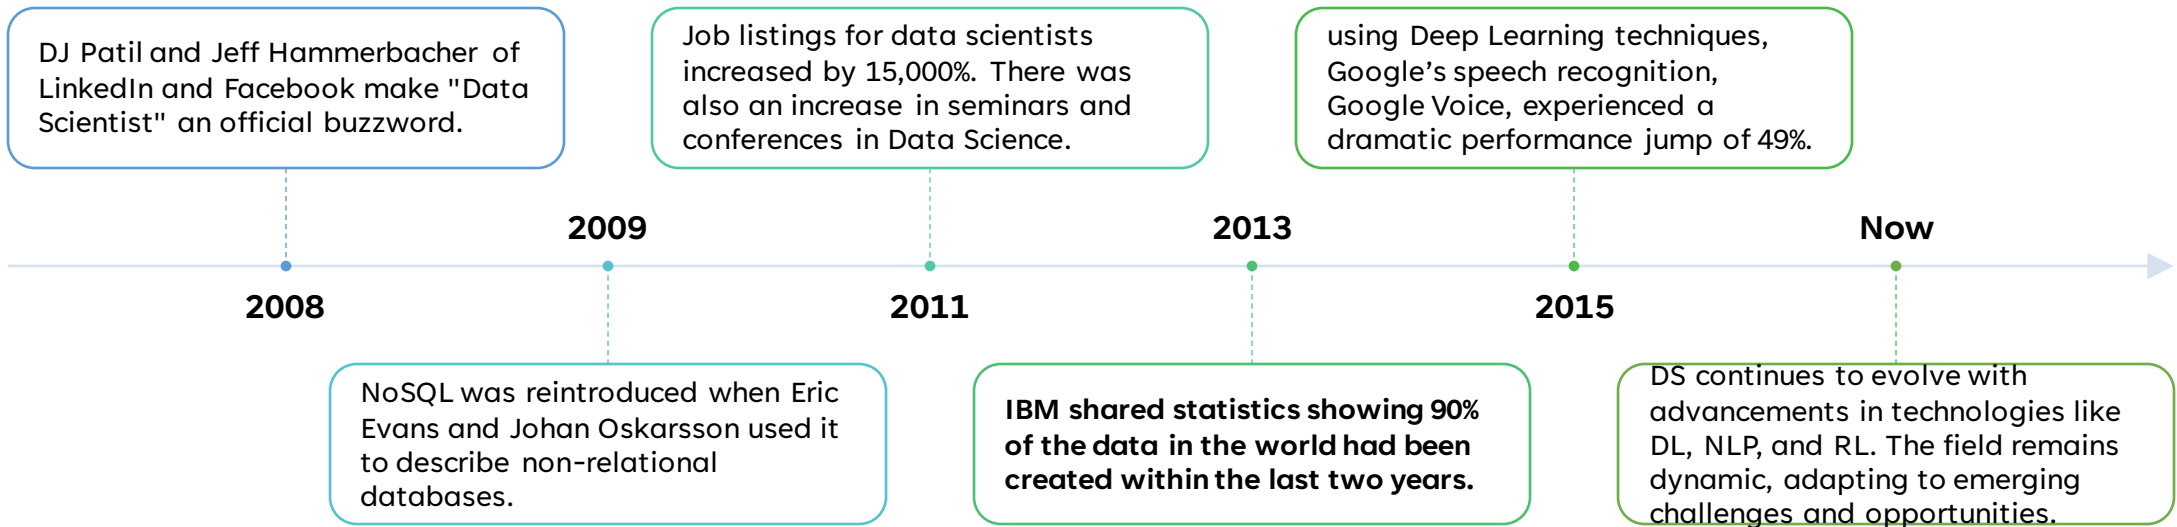 DJ Patil and Jeff Hammerbacher of
LinkedIn and Facebook make "Data
Scientist" an official buzzword.
Job listings for data scientists
increased by 15,000%. There was
also an increase in seminars and
conferences in Data Science.
using Deep Learning techniques,
Google’s speech recognition,
Google Voice, experienced a
dramatic performance jump of 49%.
2009
2013
Now
2008
2011
2015
NoSQL was reintroduced when Eric
Evans and Johan Oskarsson used it
to describe non-relational
databases.
IBM shared statistics showing 90%
of the data in the world had been
created within the last two years.
DS continues to evolve with
advancements in technologies like
DL, NLP, and RL. The field remains
dynamic, adapting to emerging
challenges and opportunities.